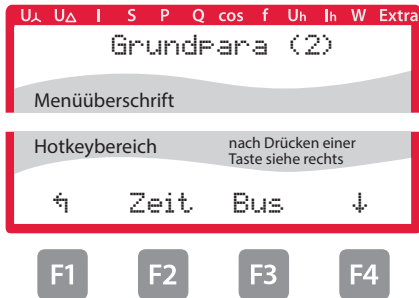 U⅄ U△ I S P Q cos f Uh Ih W Extra
Grundpara (2)
Menüüberschrift
Hotkeybereich
nach Drücken einer
Taste siehe rechts
↰ Zeit Bus ↓
F1 F2 F3 F4